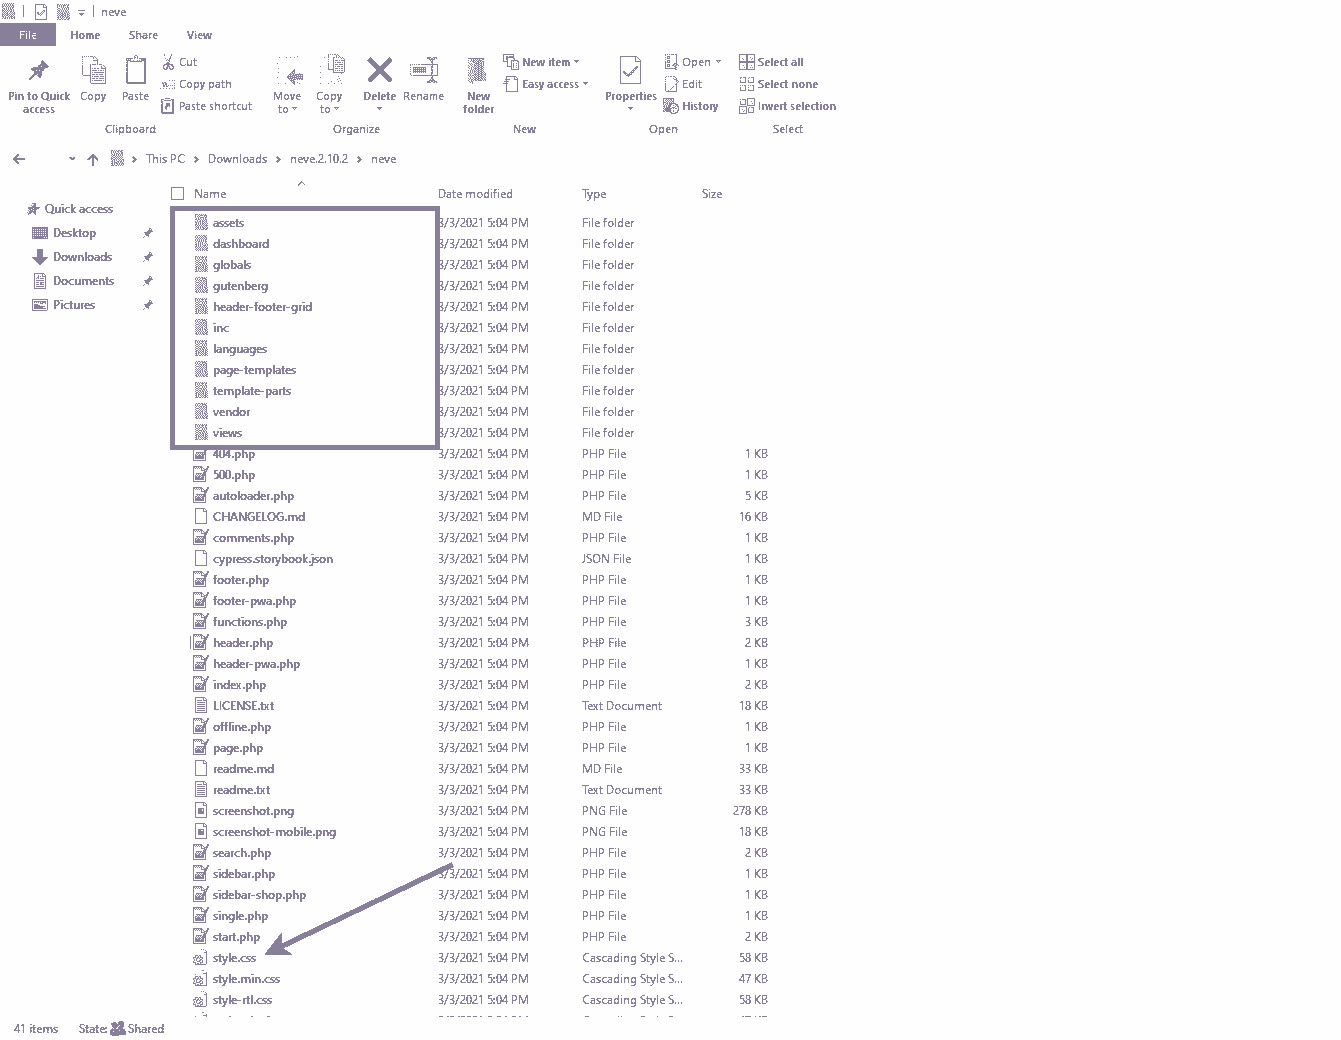 neve
File Home Share View
Pin to Quick access
Copy
Paste
Cut
Copy path
Paste shortcut
Clipboard
Move to
Copy to
Delete
Rename
Organize
New folder
New item
Easy access
New
Properties
Open
Edit
History
Open
Select all
Select none
Invert selection
Select
This PC > Downloads > neve.2.10.2 > neve
Quick access
Desktop
Downloads
Documents
Pictures
Name Date modified Type Size
assets 3/3/2021 5:04 PM File folder
dashboard 3/3/2021 5:04 PM File folder
globals 3/3/2021 5:04 PM File folder
gutenberg 3/3/2021 5:04 PM File folder
header-footer-grid 3/3/2021 5:04 PM File folder
inc 3/3/2021 5:04 PM File folder
languages 3/3/2021 5:04 PM File folder
page-templates 3/3/2021 5:04 PM File folder
template-parts 3/3/2021 5:04 PM File folder
vendor 3/3/2021 5:04 PM File folder
views 3/3/2021 5:04 PM File folder
404.php 3/3/2021 5:04 PM PHP File 1 KB
500.php 3/3/2021 5:04 PM PHP File 1 KB
autoloader.php 3/3/2021 5:04 PM PHP File 5 KB
CHANGELOG.md 3/3/2021 5:04 PM MD File 16 KB
comments.php 3/3/2021 5:04 PM PHP File 1 KB
cypress.storybook.json 3/3/2021 5:04 PM JSON File 1 KB
footer.php 3/3/2021 5:04 PM PHP File 1 KB
footer-pwa.php 3/3/2021 5:04 PM PHP File 1 KB
functions.php 3/3/2021 5:04 PM PHP File 3 KB
header.php 3/3/2021 5:04 PM PHP File 2 KB
header-pwa.php 3/3/2021 5:04 PM PHP File 1 KB
index.php 3/3/2021 5:04 PM PHP File 2 KB
LICENSE.txt 3/3/2021 5:04 PM Text Document 18 KB
offline.php 3/3/2021 5:04 PM PHP File 1 KB
page.php 3/3/2021 5:04 PM PHP File 1 KB
readme.md 3/3/2021 5:04 PM MD File 33 KB
readme.txt 3/3/2021 5:04 PM Text Document 33 KB
screenshot.png 3/3/2021 5:04 PM PNG File 278 KB
screenshot-mobile.png 3/3/2021 5:04 PM PNG File 18 KB
search.php 3/3/2021 5:04 PM PHP File 2 KB
sidebar.php 3/3/2021 5:04 PM PHP File 1 KB
sidebar-shop.php 3/3/2021 5:04 PM PHP File 1 KB
single.php 3/3/2021 5:04 PM PHP File 1 KB
start.php 3/3/2021 5:04 PM PHP File 2 KB
style.css 3/3/2021 5:04 PM Cascading Style S... 58 KB
style.min.css 3/3/2021 5:04 PM Cascading Style S... 47 KB
style-rtl.css 3/3/2021 5:04 PM Cascading Style S... 58 KB
41 items State: Shared